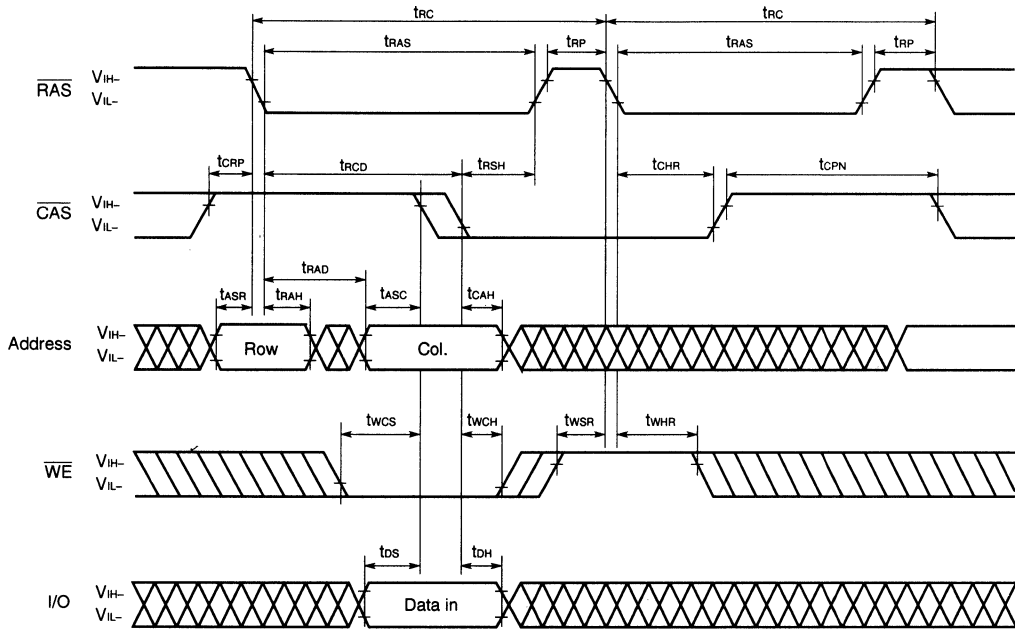 tRC tRC
tRAS tRP tRAS tRP
RAS VIH– VIL–
tCRP tRCD tRSH tCHR tCPN
CAS VIH– VIL–
tRAD
tASR tRAH tASC tCAH
Address VIH– VIL– Row Col.
tWCS tWCH tWSR tWHR
WE VIH– VIL–
tDS tDH
I/O VIH– VIL– Data in